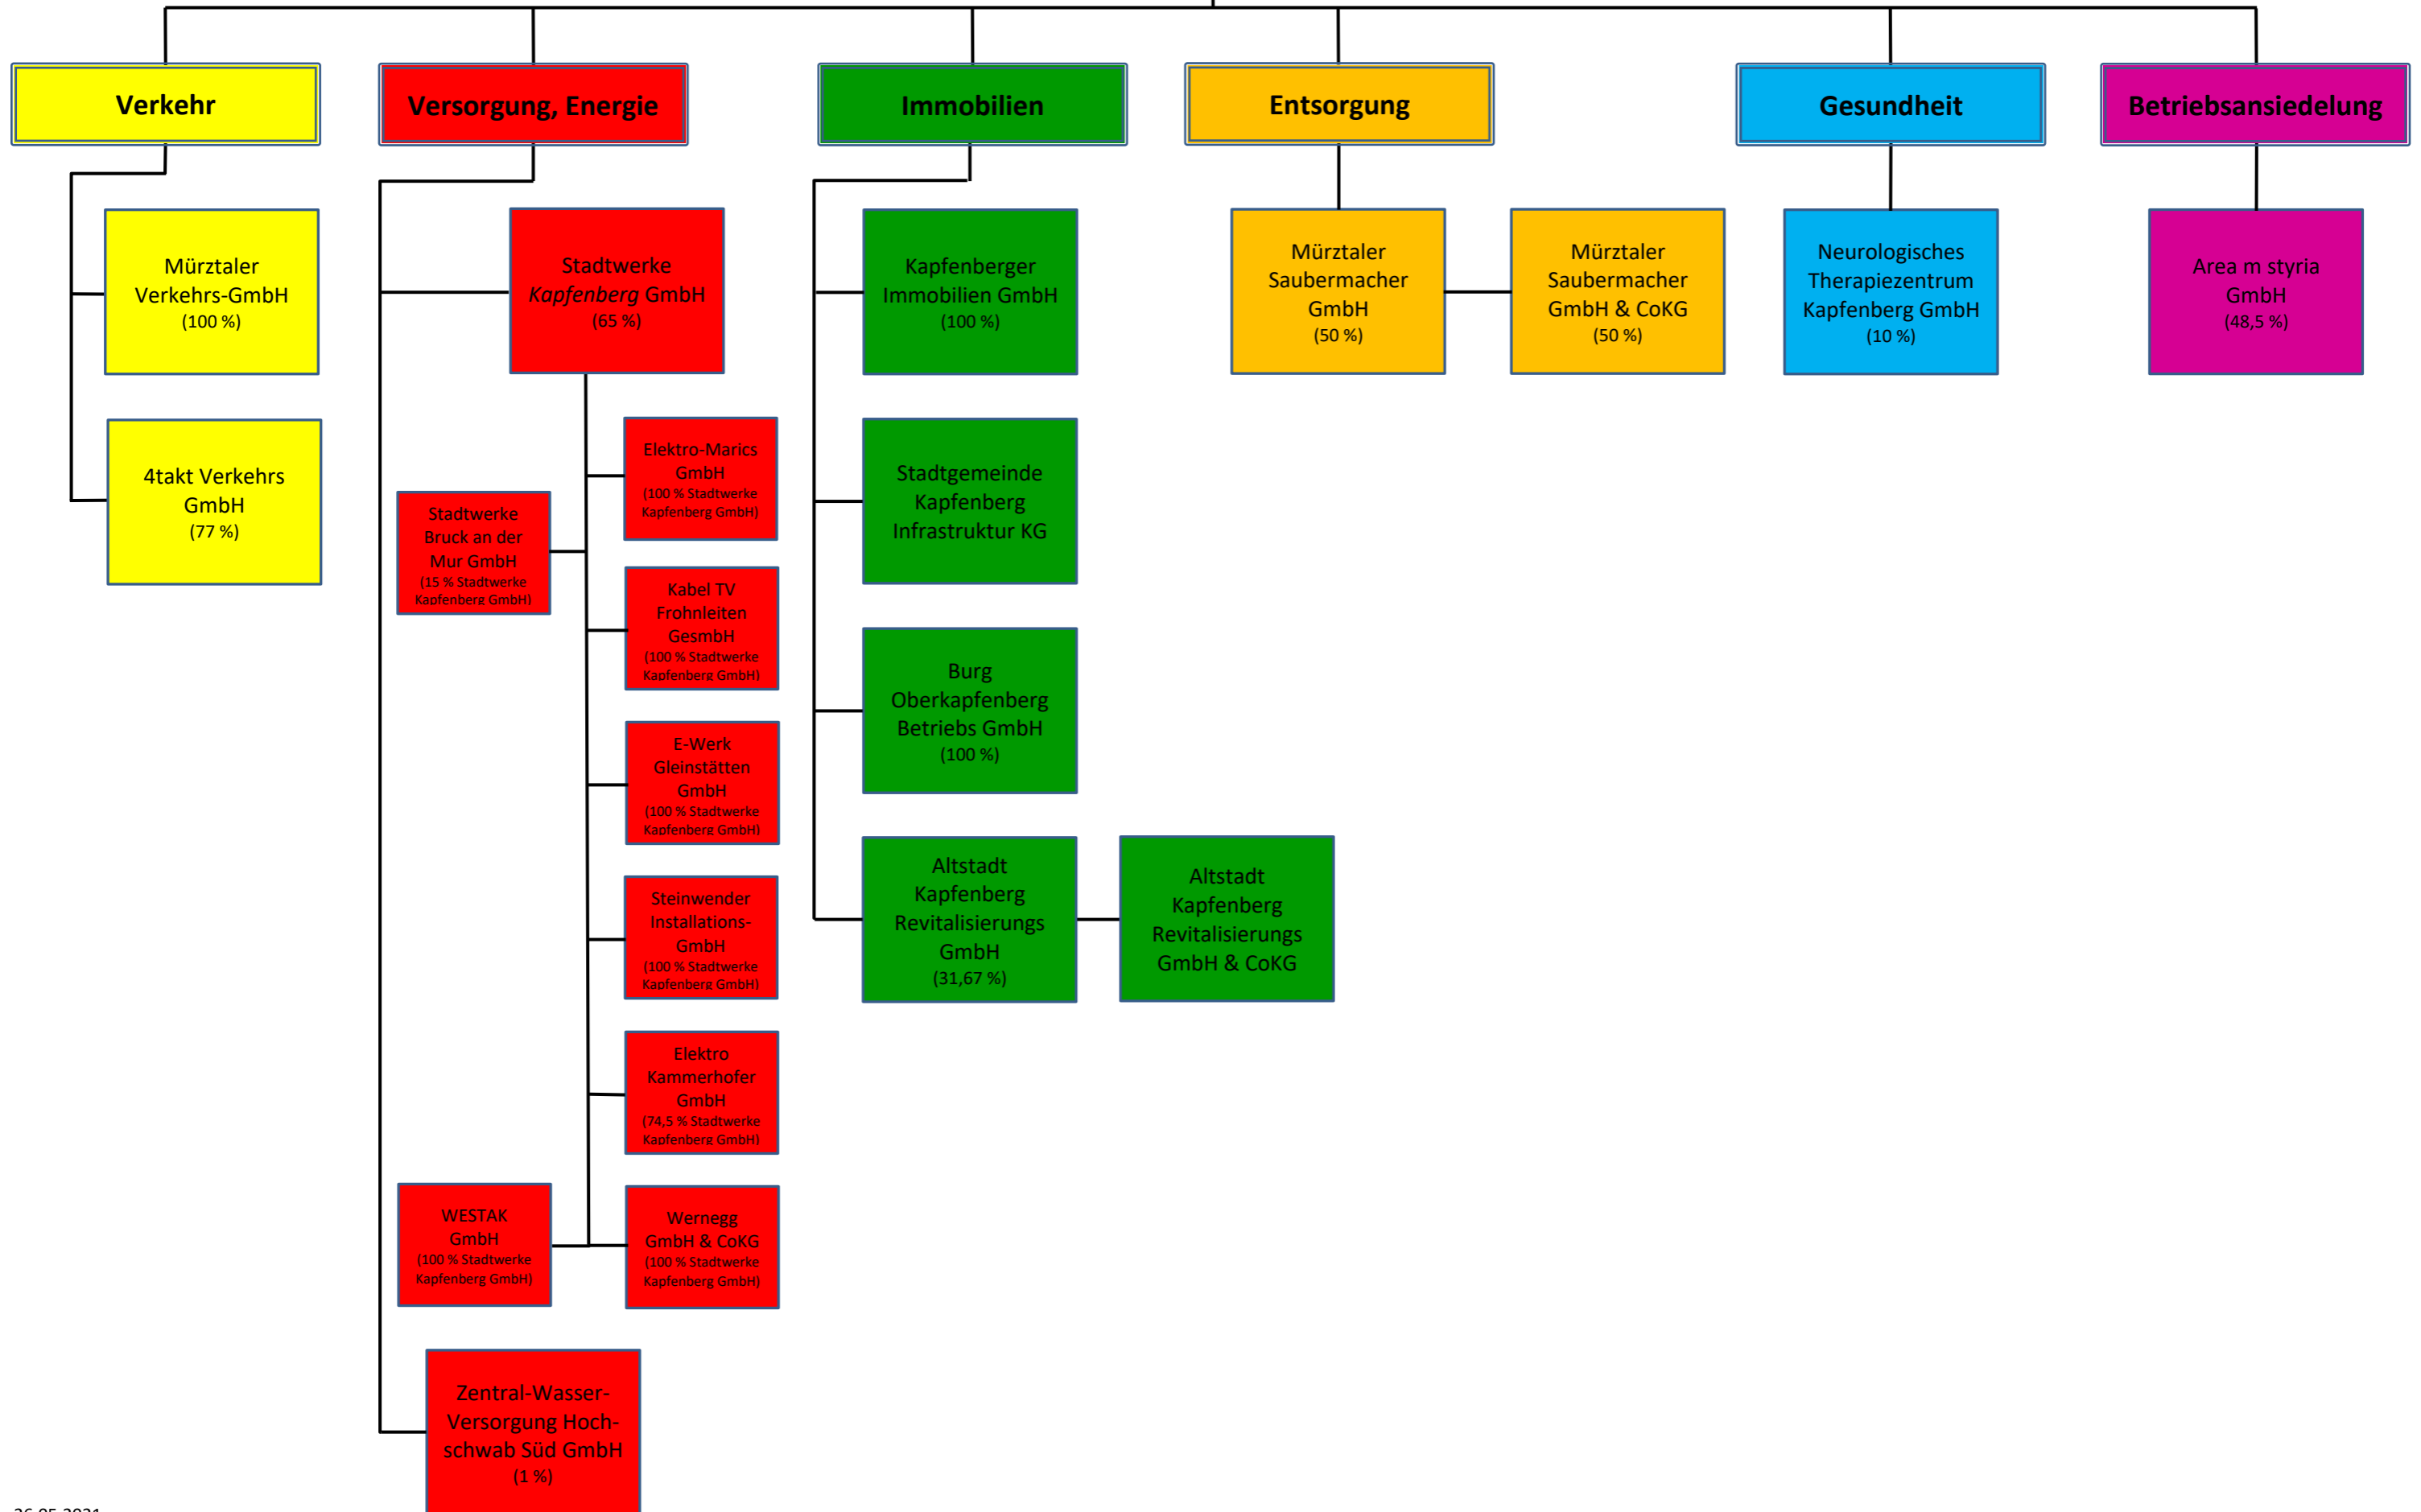 Verkehr
Versorgung, Energie
Immobilien
Entsorgung
Gesundheit
Betriebsansiedelung
Mürztaler
Verkehrs-GmbH
(100 %)
4takt Verkehrs
GmbH
(77 %)
Stadtwerke
Kapfenberg GmbH
(65 %)
Elektro-Marics
GmbH
(100 % Stadtwerke
Kapfenberg GmbH)
Stadtwerke
Bruck an der
Mur GmbH
(15 % Stadtwerke
Kapfenberg GmbH)
Kabel TV
Frohnleiten
GesmbH
(100 % Stadtwerke
Kapfenberg GmbH)
E-Werk
Gleinstätten
GmbH
(100 % Stadtwerke
Kapfenberg GmbH)
Steinwender
Installations-
GmbH
(100 % Stadtwerke
Kapfenberg GmbH)
Elektro
Kammerhofer
GmbH
(74,5 % Stadtwerke
Kapfenberg GmbH)
WESTAK
GmbH
(100 % Stadtwerke
Kapfenberg GmbH)
Wernegg
GmbH & CoKG
(100 % Stadtwerke
Kapfenberg GmbH)
Zentral-Wasser-
Versorgung Hoch-
schwab Süd GmbH
(1 %)
Kapfenberger
Immobilien GmbH
(100 %)
Stadtgemeinde
Kapfenberg
Infrastruktur KG
Burg
Oberkapfenberg
Betriebs GmbH
(100 %)
Altstadt
Kapfenberg
Revitalisierungs
GmbH
(31,67 %)
Altstadt
Kapfenberg
Revitalisierungs
GmbH & CoKG
Mürztaler
Saubermacher
GmbH
(50 %)
Mürztaler
Saubermacher
GmbH & CoKG
(50 %)
Neurologisches
Therapiezentrum
Kapfenberg GmbH
(10 %)
Area m styria
GmbH
(48,5 %)
26.05.2021